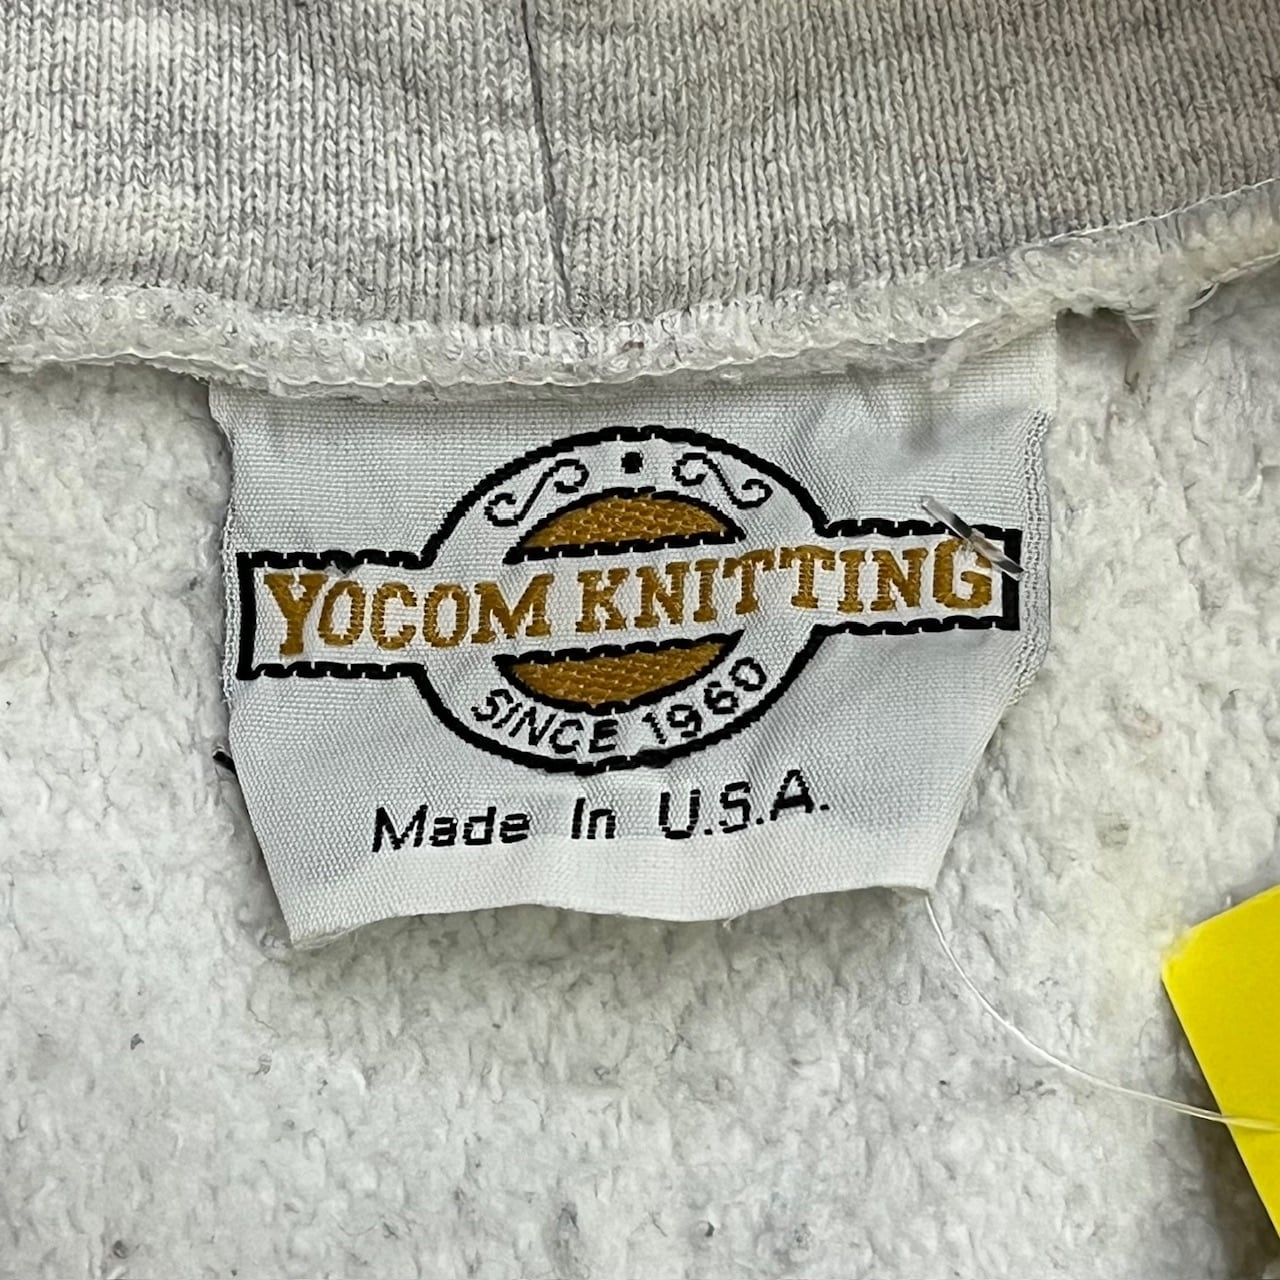 YOCOM KNITTING
SINCE 1960
Made In U.S.A.